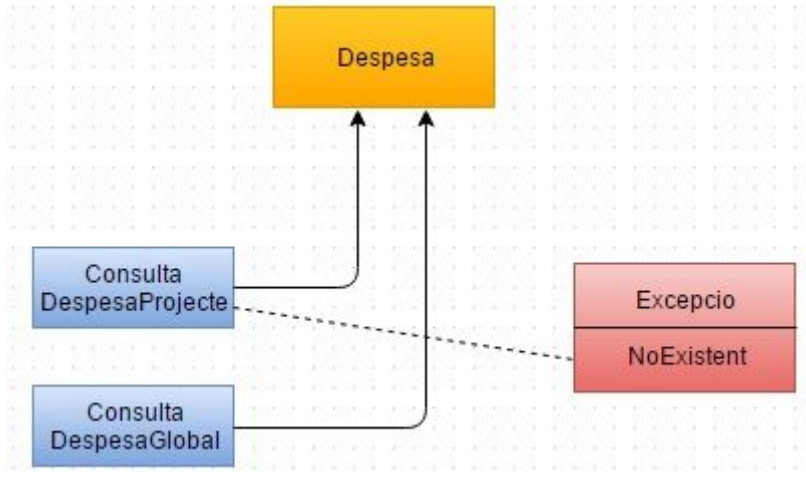 Despesa
Consulta
DespesaProjecte
Excepcio
NoExistent
Consulta
DespesaGlobal